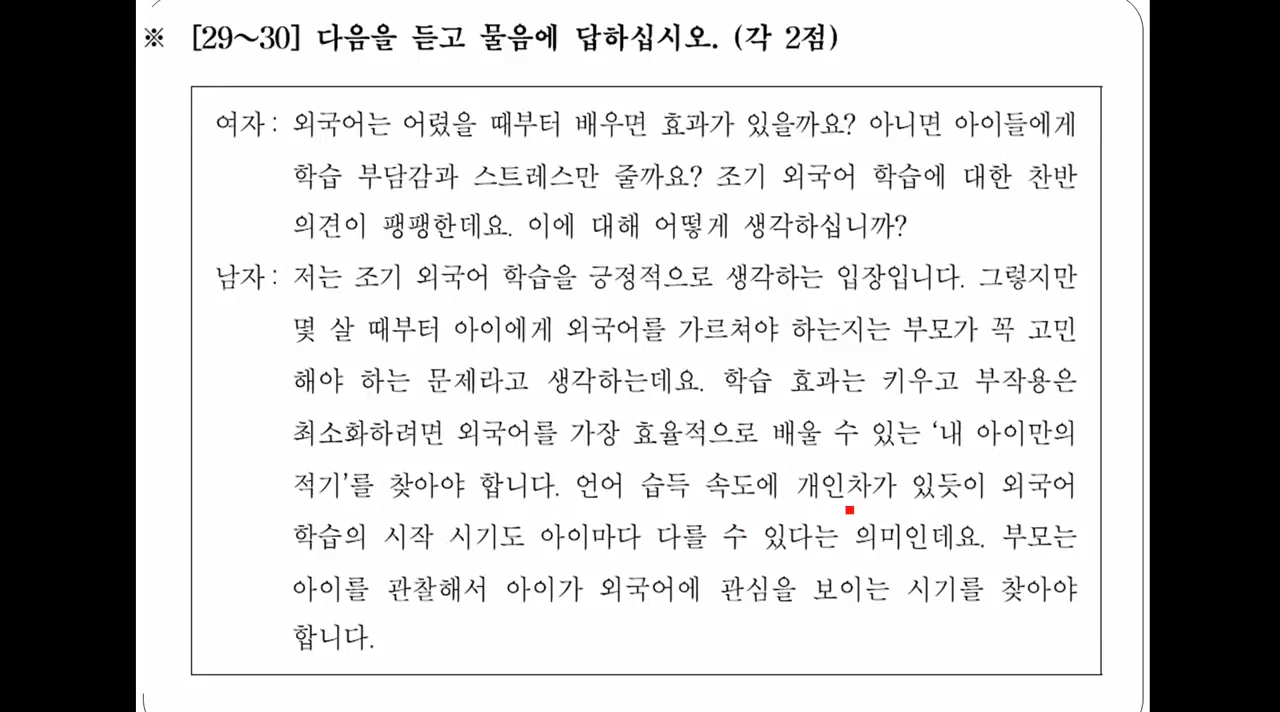 ※ [29～30] 다음을 듣고 물음에 답하십시오. (각 2점)
여자 : 외국어는 어렸을 때부터 배우면 효과가 있을까요? 아니면 아이들에게
학습 부담감과 스트레스만 줄까요? 조기 외국어 학습에 대한 찬반
의견이 팽팽한데요. 이에 대해 어떻게 생각하십니까?
남자 : 저는 조기 외국어 학습을 긍정적으로 생각하는 입장입니다. 그렇지만
몇 살 때부터 아이에게 외국어를 가르쳐야 하는지는 부모가 꼭 고민
해야 하는 문제라고 생각하는데요. 학습 효과는 키우고 부작용은
최소화하려면 외국어를 가장 효율적으로 배울 수 있는 ‘내 아이만의
적기’를 찾아야 합니다. 언어 습득 속도에 개인차가 있듯이 외국어
학습의 시작 시기도 아이마다 다를 수 있다는 의미인데요. 부모는
아이를 관찰해서 아이가 외국어에 관심을 보이는 시기를 찾아야
합니다.